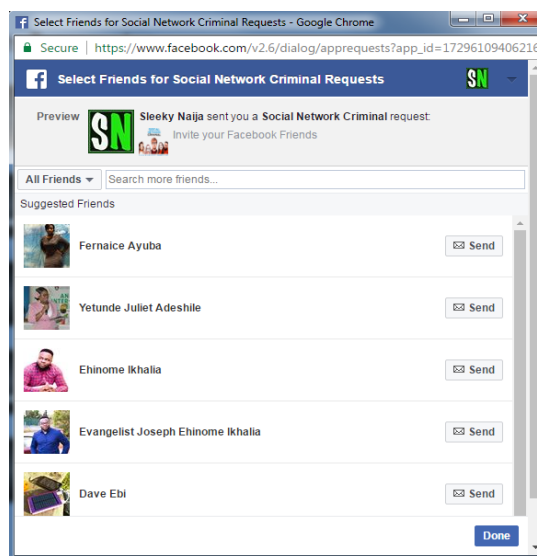 Select Friends for Social Network Criminal Requests - Google Chrome
Secure | https://www.facebook.com/v2.6/dialog/apprequests?app_id=17296109406216
f Select Friends for Social Network Criminal Requests SN
Preview SN Sleeky Naija sent you a Social Network Criminal request:
Invite your Facebook Friends
All Friends Search more friends...
Suggested Friends
Fernaice Ayuba Send
Yetunde Juliet Adeshile Send
Ehinome Ikhalia Send
Evangelist Joseph Ehinome Ikhalia Send
Dave Ebi Send
Done